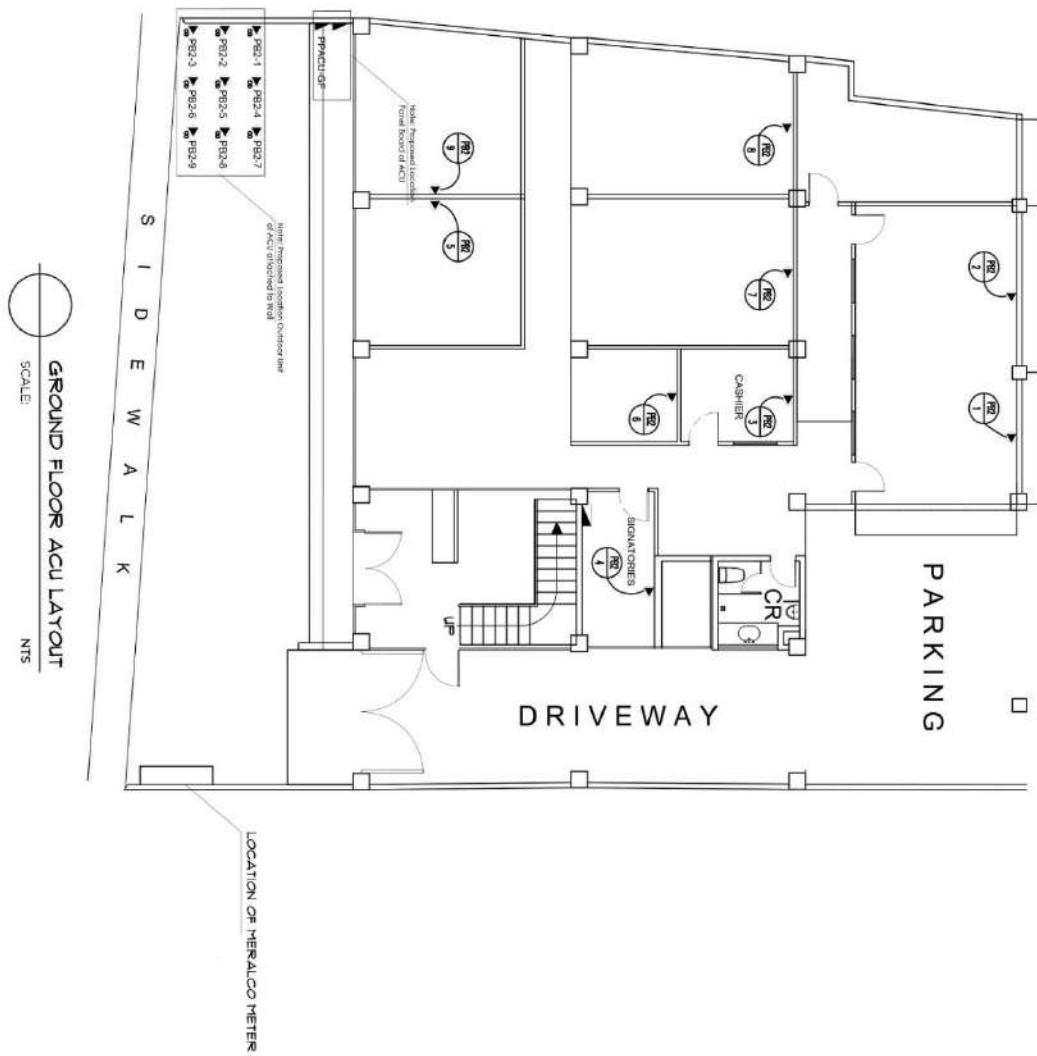 PB2-1
PB2-2
PB2-3
PB2-4
PB2-5
PB2-6
PB2-7
PB2-8
PB2-9
PPACU-GF
Note: Proposed Location
Panel Board of ACU
Note: Proposed Location Outdoor Unit
of ACU attached to Wall
PB2
9
PB2
5
PB2
8
PB2
7
PB2
6
PB2
3
CASHIER
PB2
2
PB2
1
SIGNATORIES
PB2
4
UP
CR
PARKING
DRIVEWAY
SIDEWALK
GROUND FLOOR ACU LAYOUT
SCALE:
NTS
LOCATION OF MERALCO METER